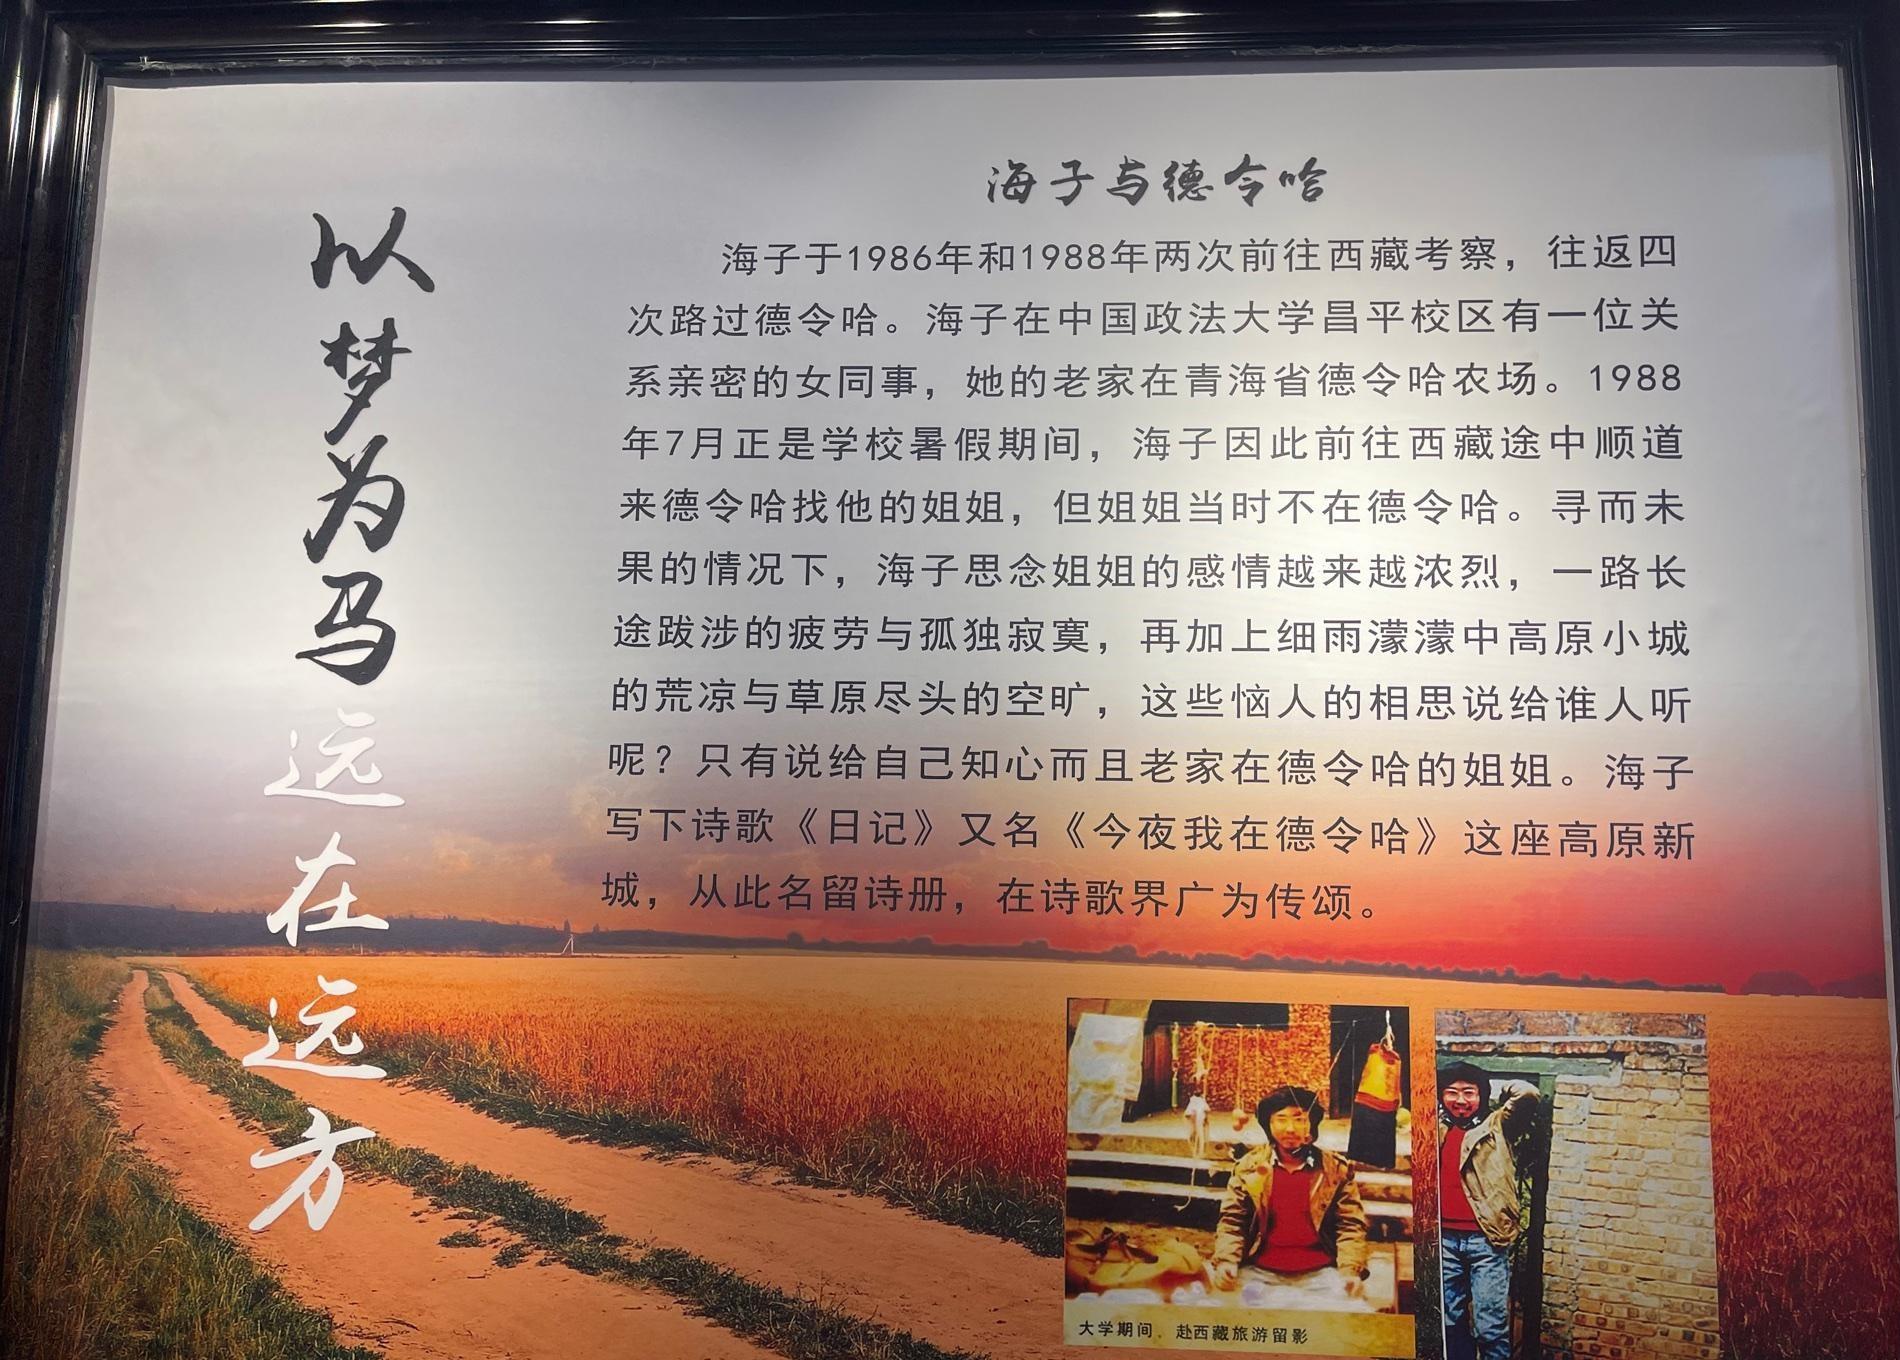 以梦为马远在远方
海子与德令哈
海子于1986年和1988年两次前往西藏考察，往返四
次路过德令哈。海子在中国政法大学昌平校区有一位关
系亲密的女同事，她的老家在青海省德令哈农场。1988
年7月正是学校暑假期间，海子因此前往西藏途中顺道
来德令哈找他的姐姐，但姐姐当时不在德令哈。寻而未
果的情况下，海子思念姐姐的感情越来越浓烈，一路长
途跋涉的疲劳与孤独寂寞，再加上细雨濛濛中高原小城
的荒凉与草原尽头的空旷，这些恼人的相思说给谁人听
呢？只有说给自己知心而且老家在德令哈的姐姐。海子
写下诗歌《日记》又名《今夜我在德令哈》这座高原新
城，从此名留诗册，在诗歌界广为传颂。
大学期间，赴西藏旅游留影